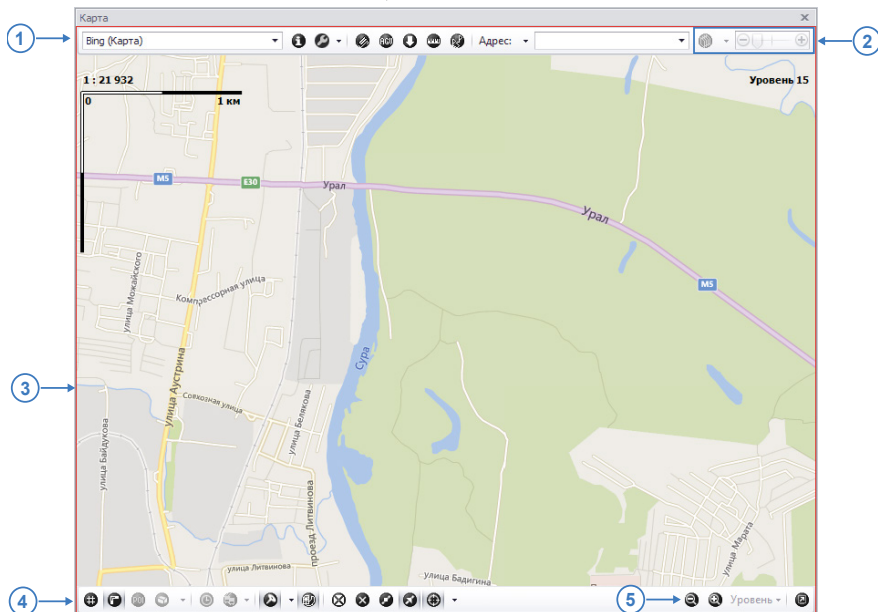 Карта
1
Bing (Карта)
Адрес:
2
1 : 21 932
Уровень 15
0
1 км
M5
E30
Урал
Урал
M5
улица Можайского
Компрессорная улица
Сура
3
улица Аустрина
Совхозная улица
улица Белякова
улица Байдукова
проезд Литвинова
улица Марата
улица Литвинова
улица Бадигина
4
5
Уровень